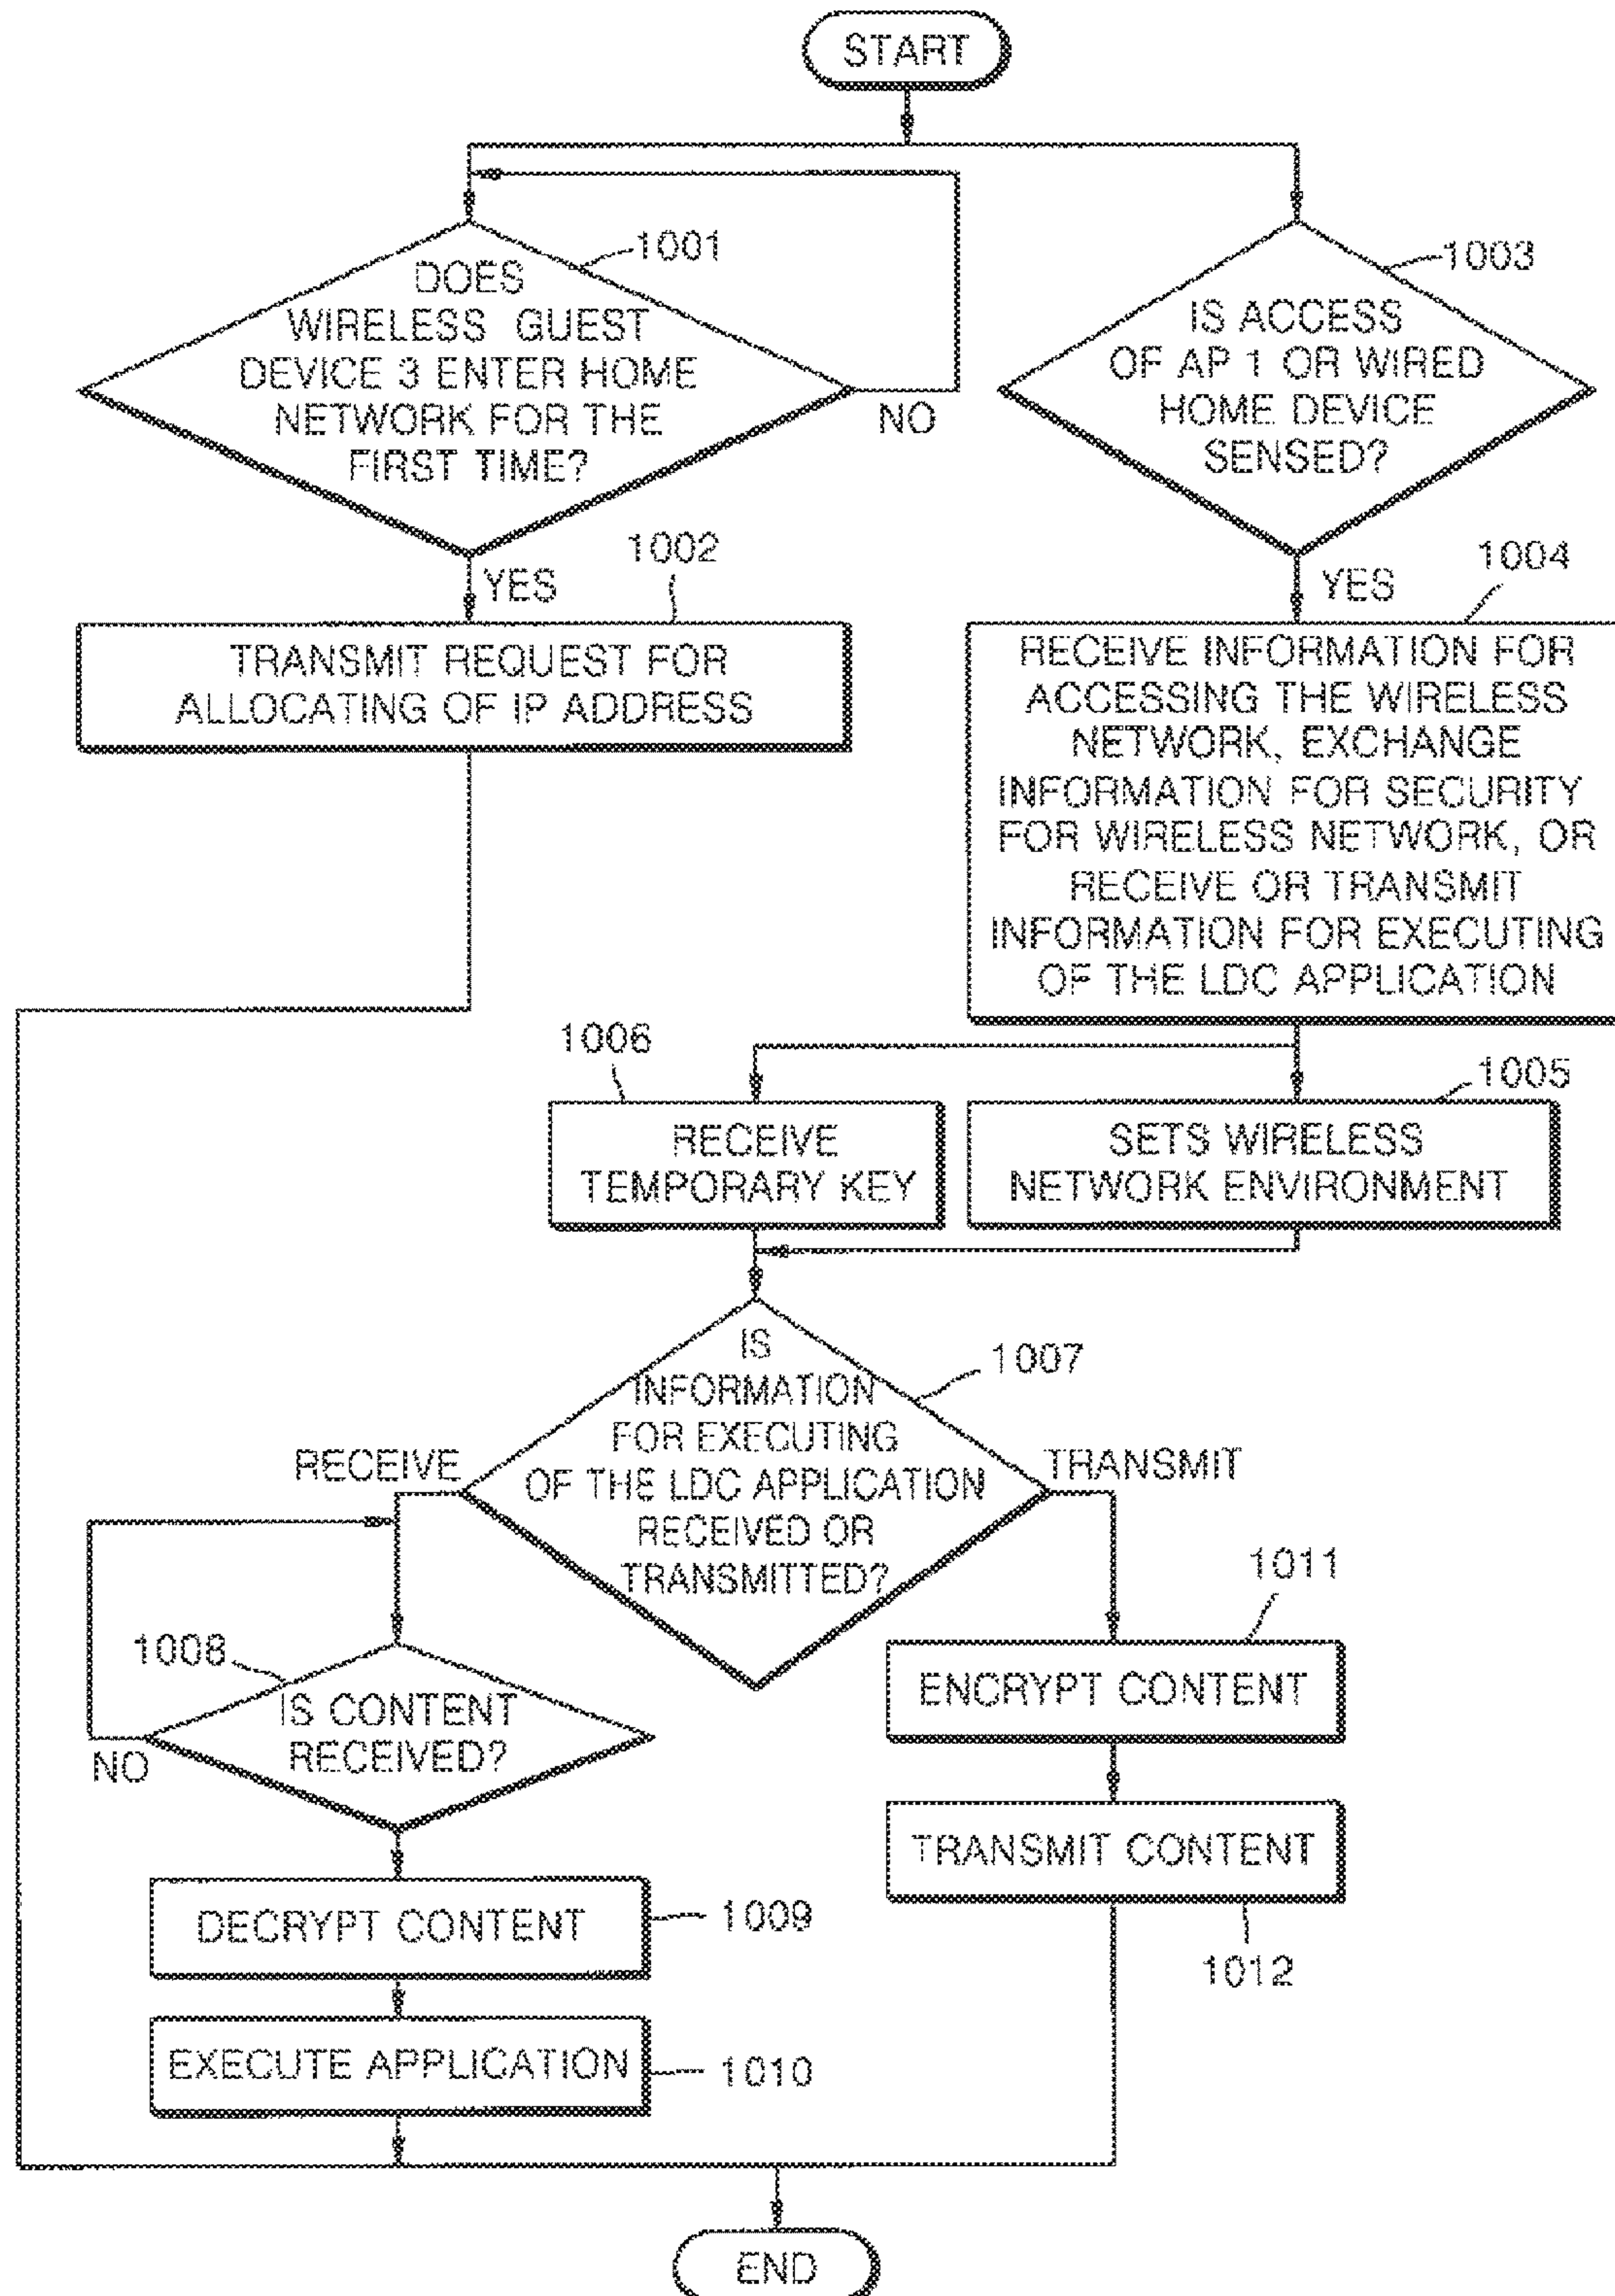 START
1001
DOES
WIRELESS GUEST
DEVICE 3 ENTER HOME
NETWORK FOR THE
FIRST TIME?
NO
YES
1003
IS ACCESS
OF AP 1 OR WIRED
HOME DEVICE
SENSED?
YES
1002
TRANSMIT REQUEST FOR
ALLOCATING OF IP ADDRESS
1004
RECEIVE INFORMATION FOR
ACCESSING THE WIRELESS
NETWORK, EXCHANGE
INFORMATION FOR SECURITY
FOR WIRELESS NETWORK, OR
RECEIVE OR TRANSMIT
INFORMATION FOR EXECUTING
OF THE LDC APPLICATION
1006
RECEIVE
TEMPORARY KEY
1005
SETS WIRELESS
NETWORK ENVIRONMENT
1007
IS
INFORMATION
FOR EXECUTING
OF THE LDC APPLICATION
RECEIVED OR
TRANSMITTED?
RECEIVE
TRANSMIT
1008
IS CONTENT
RECEIVED?
NO
1011
ENCRYPT CONTENT
TRANSMIT CONTENT
1012
DECRYPT CONTENT
1009
EXECUTE APPLICATION
1010
END